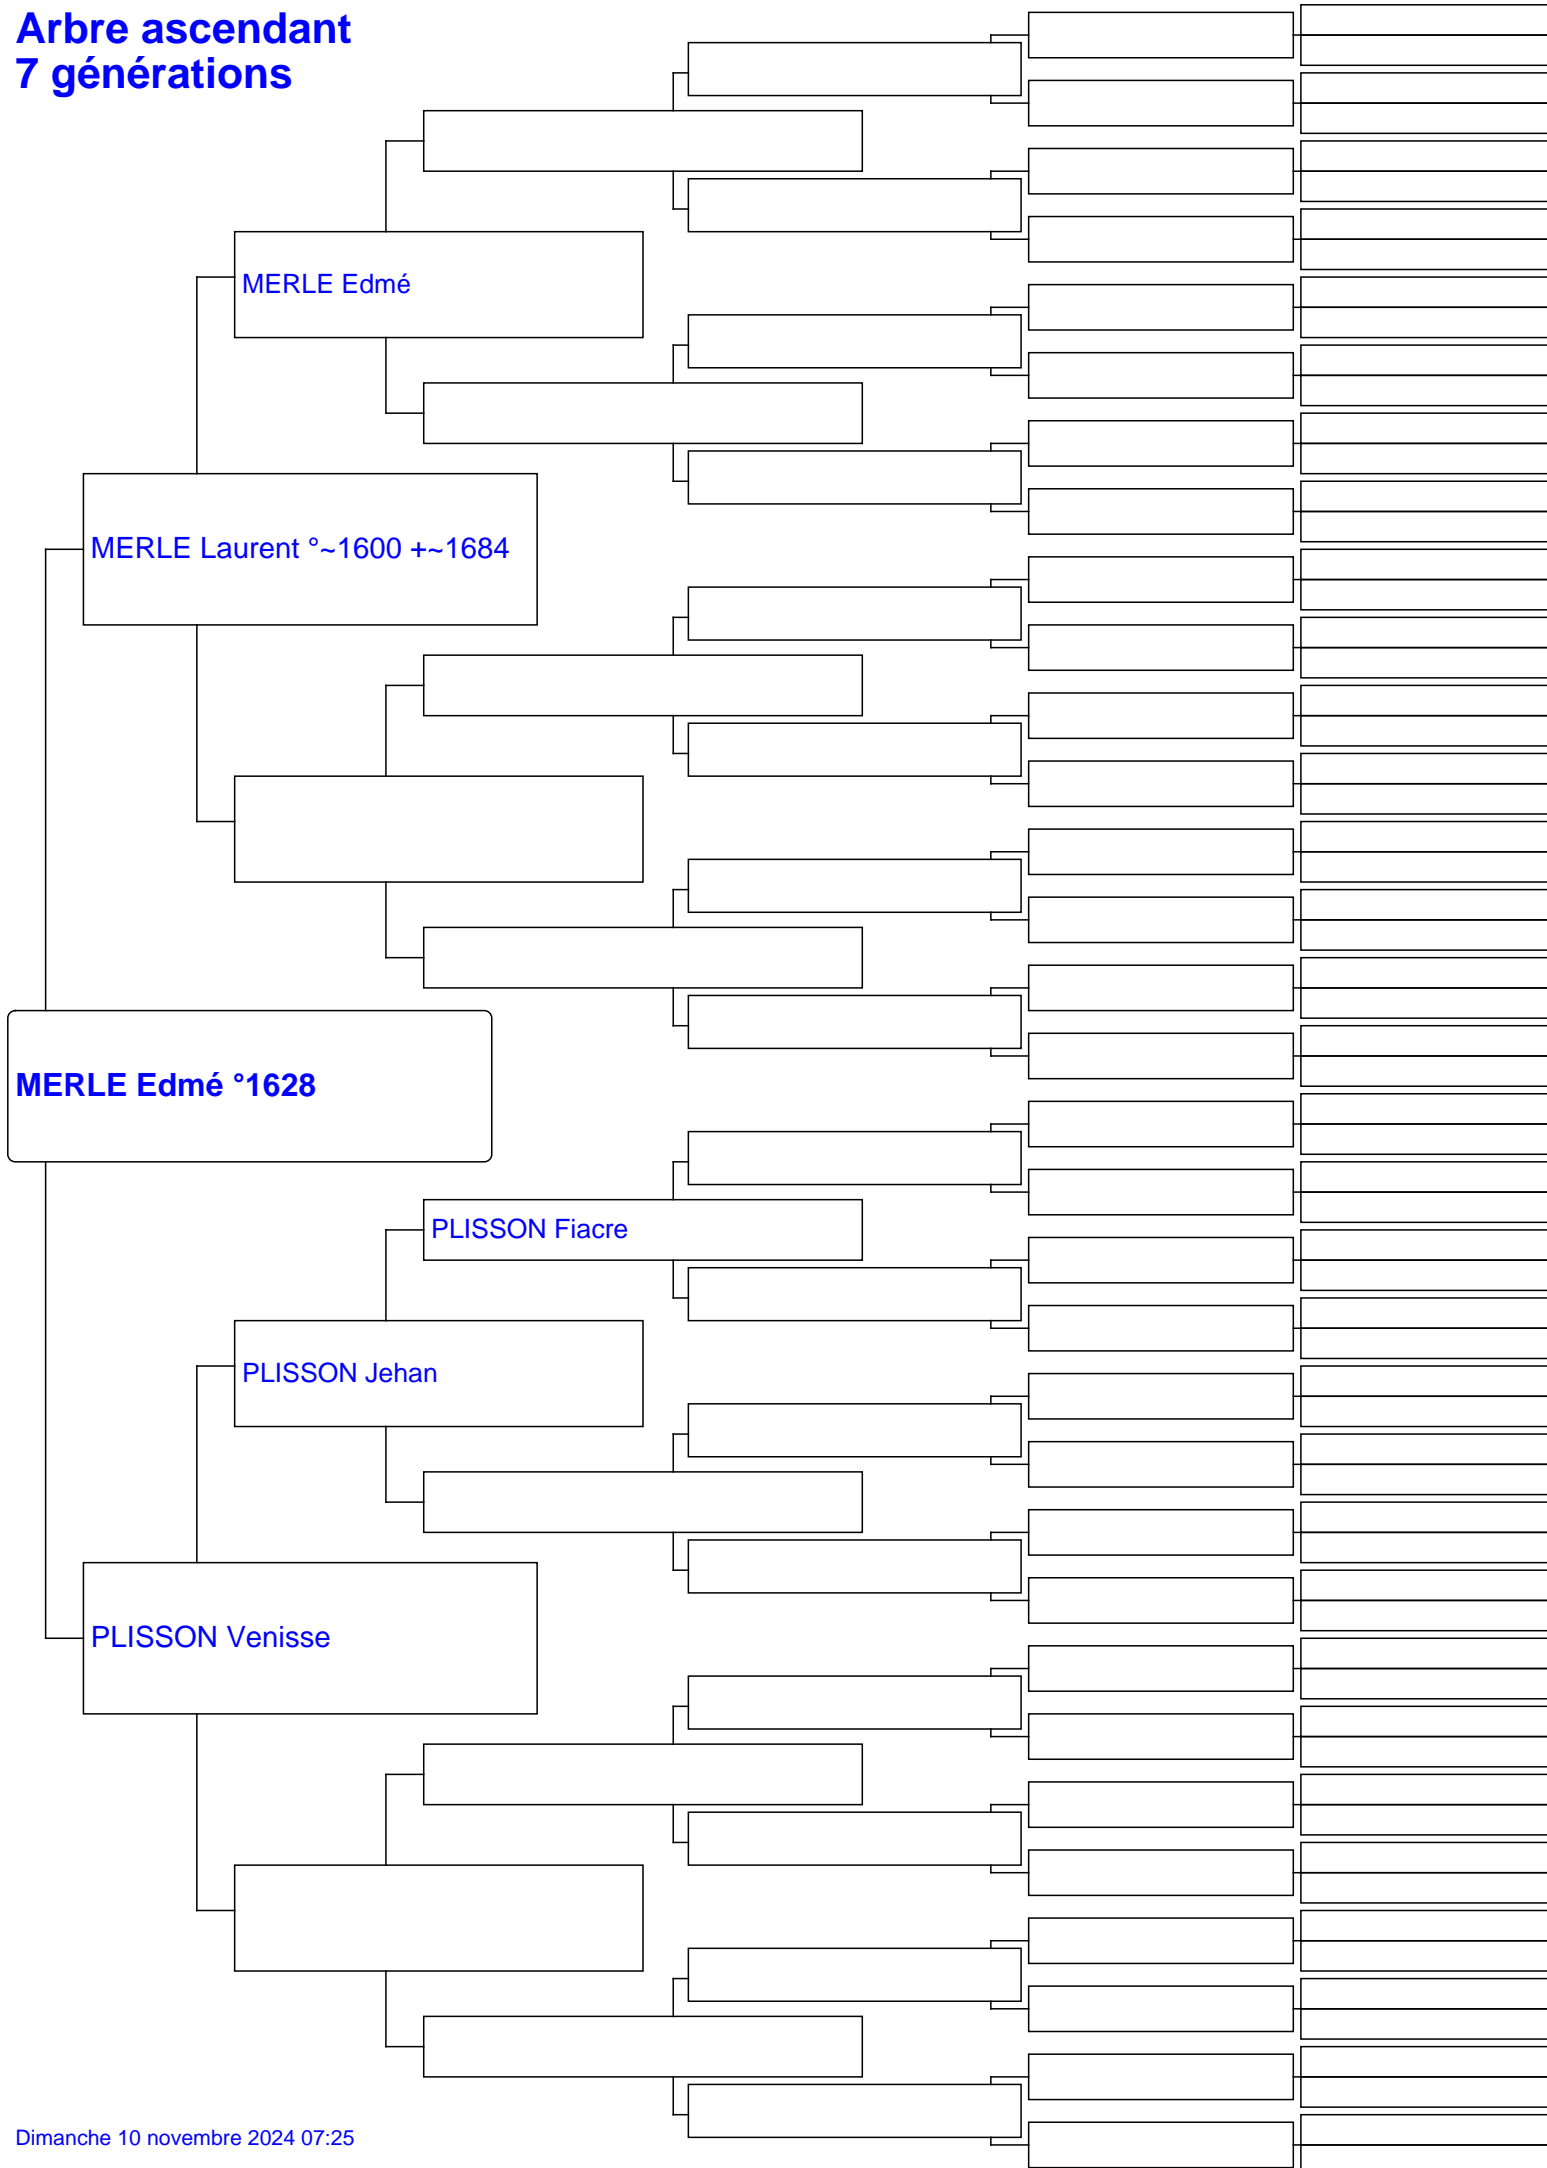 Arbre ascendant
7 générations
MERLE Edmé
MERLE Laurent °~1600 +~1684
MERLE Edmé °1628
PLISSON Fiacre
PLISSON Jehan
PLISSON Venisse
Dimanche 10 novembre 2024 07:25